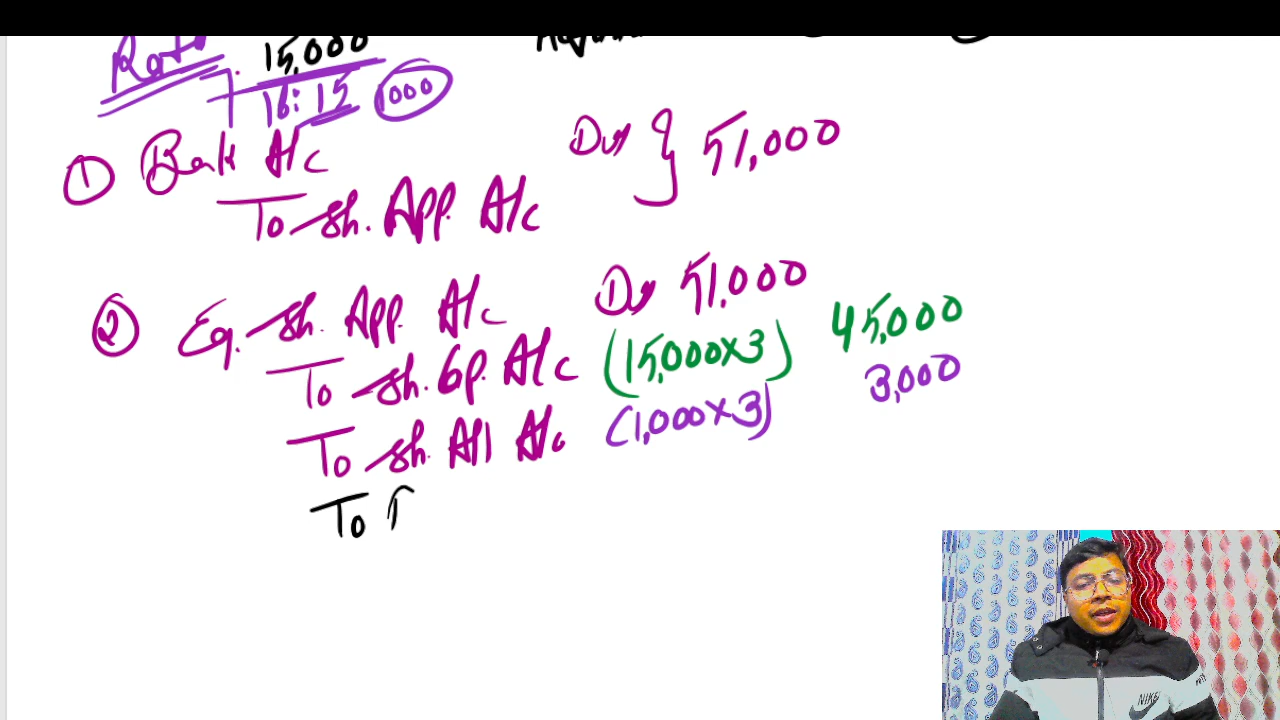 15,000
16:15 1000
① Bank A/c Dr } 51,000
To sh. App. A/c
② Eq. sh. App. A/c Dr 51,000
To sh. Cap. A/c (15,000×3) 45,000
To sh. All A/c (1,000×3) 3,000
To
NIKE